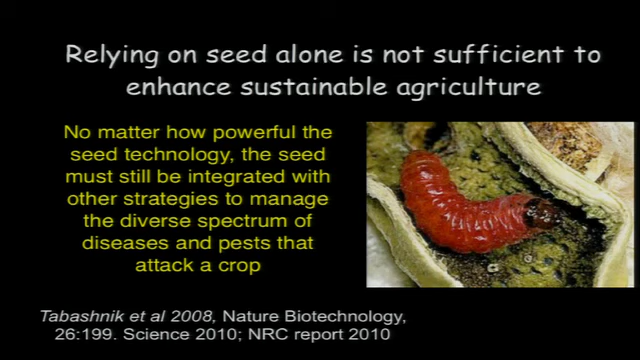 Relying on seed alone is not sufficient to
enhance sustainable agriculture
No matter how powerful the
seed technology, the seed
must still be integrated with
other strategies to manage
the diverse spectrum of
diseases and pests that
attack a crop
Tabashnik et al 2008, Nature Biotechnology,
26:199. Science 2010; NRC report 2010